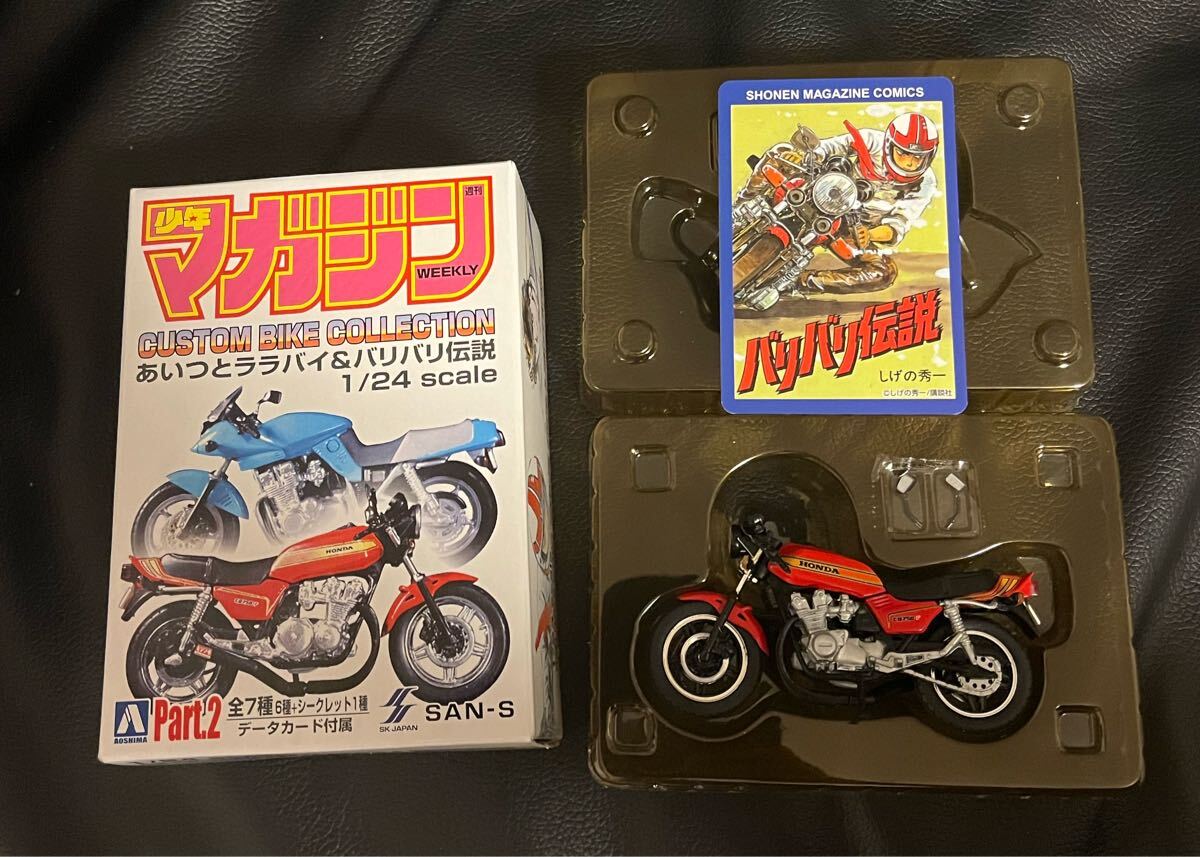 週刊
少年
マガジン
WEEKLY
CUSTOM BIKE COLLECTION
あいつとララバイ&バリバリ伝説
1/24 scale
HONDA
CB750F
AOSHIMA
Part.2
全7種 6種+シークレット1種
データカード付属
SK JAPAN
SAN-S
SHONEN MAGAZINE COMICS
バリバリ伝説
しげの秀一
©しげの秀一/講談社
HONDA
CB750F